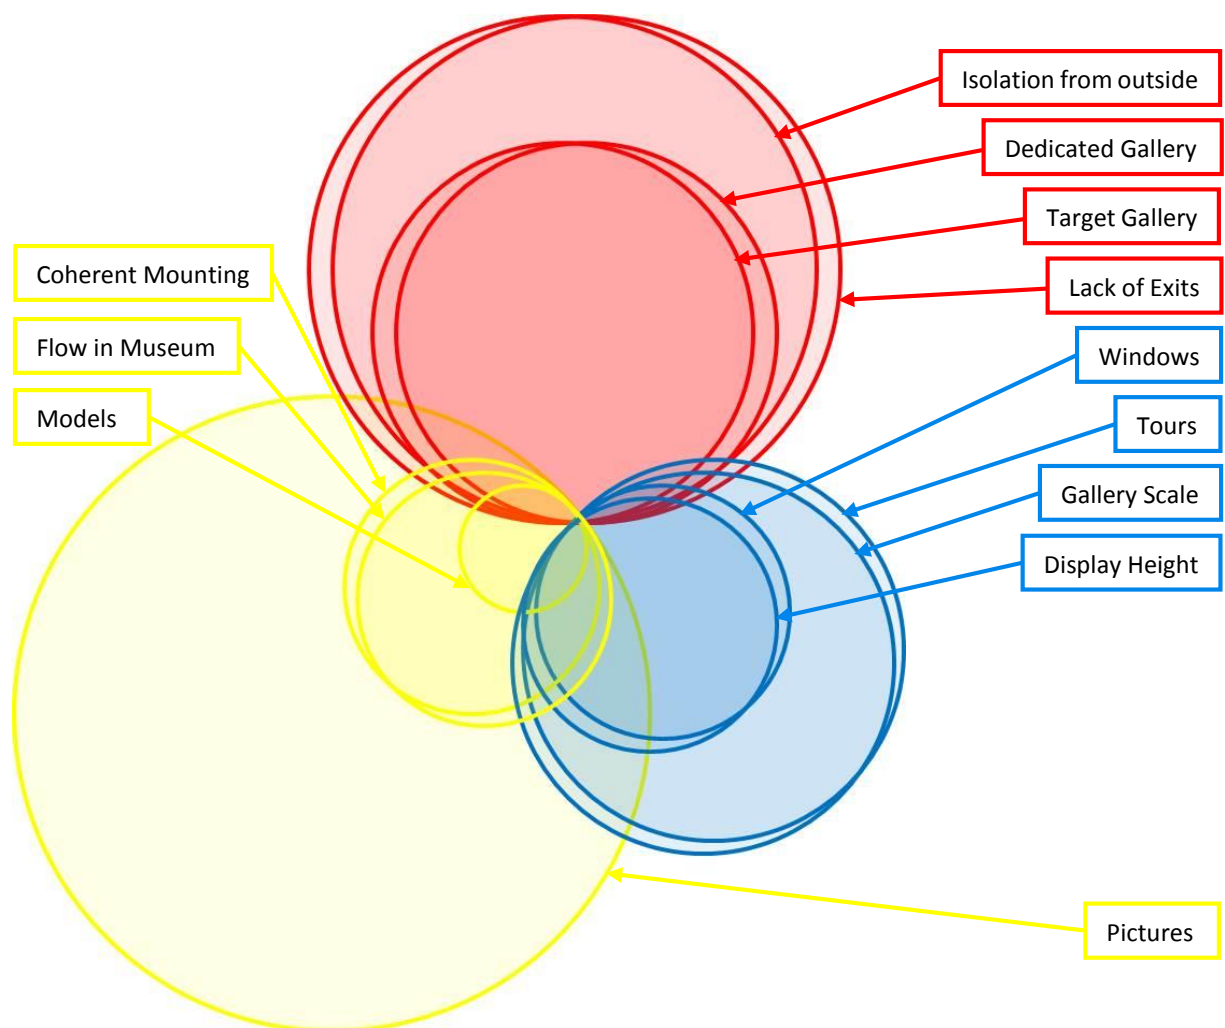 Isolation from outside
Dedicated Gallery
Target Gallery
Lack of Exits
Coherent Mounting
Flow in Museum
Models
Windows
Tours
Gallery Scale
Display Height
Pictures